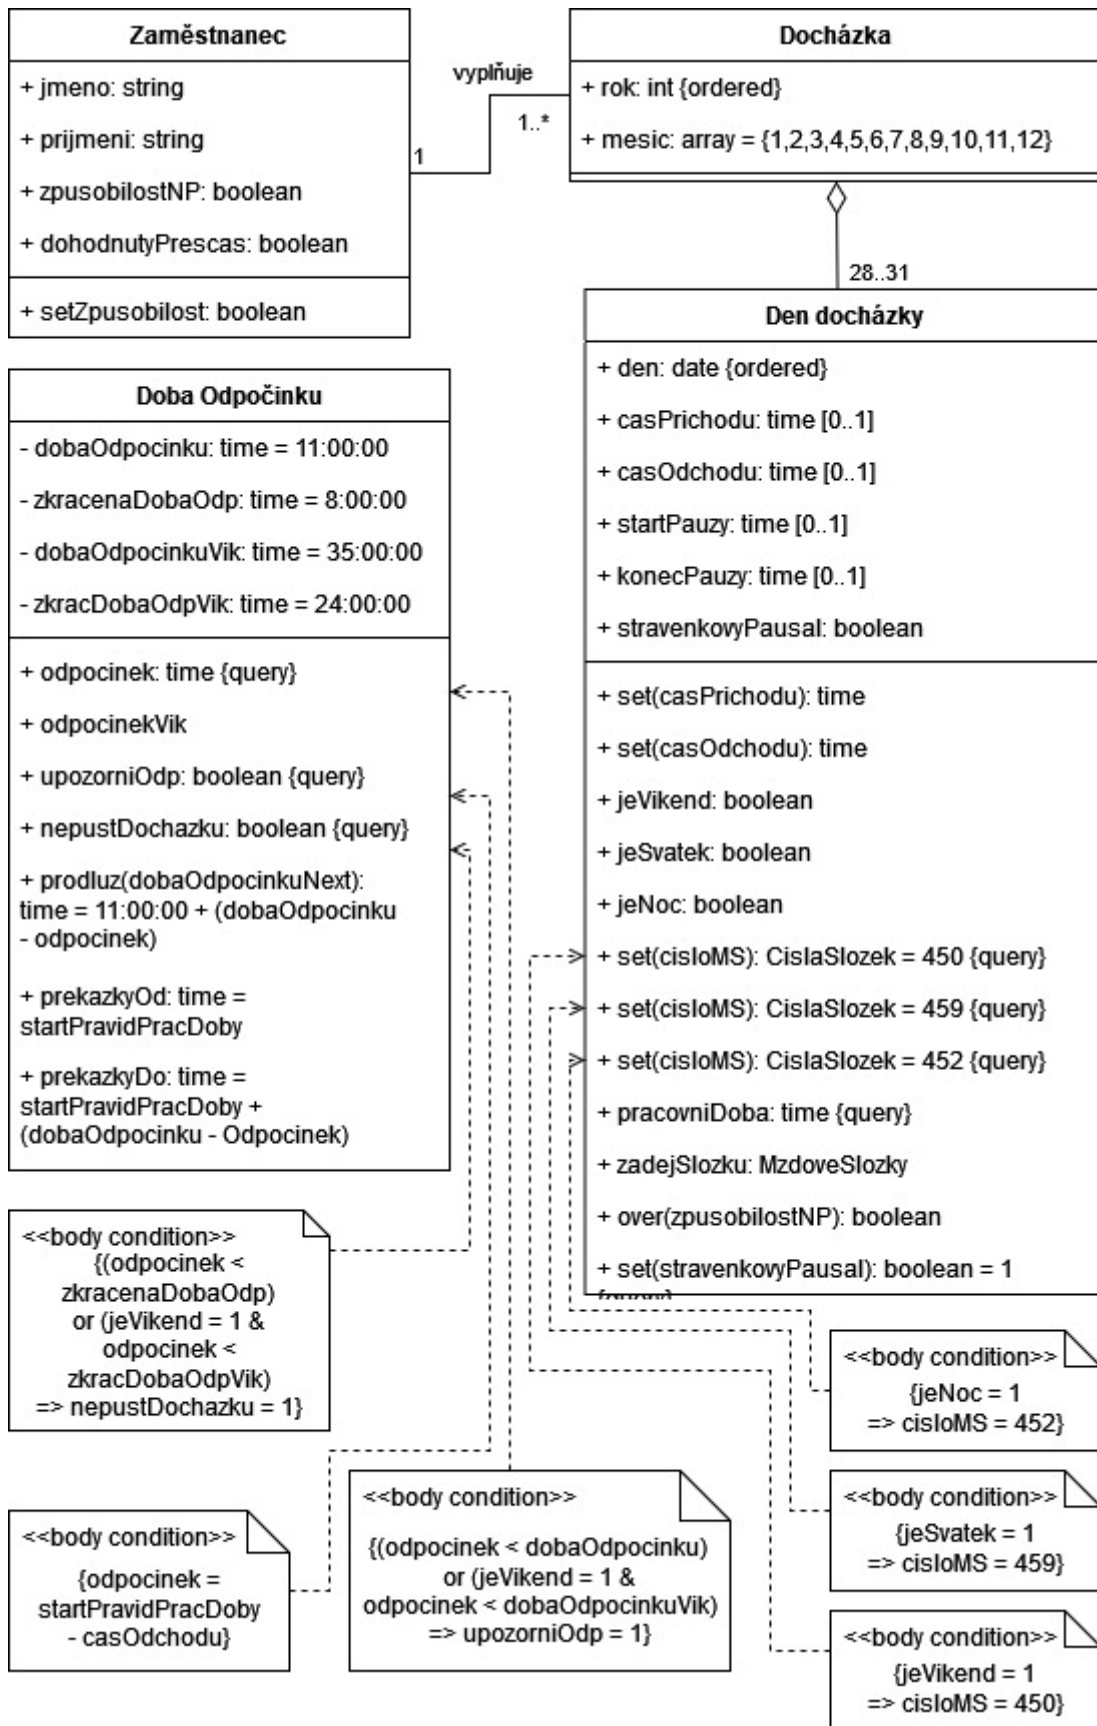 Zaměstnanec
+ jmeno: string
+ prijmeni: string
+ zpusobilostNP: boolean
+ dohodnutyPrescas: boolean
+ setZpusobilost: boolean
vyplňuje
1
1..*
Docházka
+ rok: int {ordered}
+ mesic: array = {1,2,3,4,5,6,7,8,9,10,11,12}
28..31
Den docházky
+ den: date {ordered}
+ casPrichodu: time [0..1]
+ casOdchodu: time [0..1]
+ startPauzy: time [0..1]
+ konecPauzy: time [0..1]
+ stravenkovyPausal: boolean
+ set(casPrichodu): time
+ set(casOdchodu): time
+ jeVikend: boolean
+ jeSvatek: boolean
+ jeNoc: boolean
+ set(cisloMS): CislaSlozek = 450 {query}
+ set(cisloMS): CislaSlozek = 459 {query}
+ set(cisloMS): CislaSlozek = 452 {query}
+ pracovniDoba: time {query}
+ zadejSlozku: MzdoveSlozky
+ over(zpusobilostNP): boolean
+ set(stravenkovyPausal): boolean = 1
Doba Odpočinku
- dobaOdpocinku: time = 11:00:00
- zkracenaDobaOdp: time = 8:00:00
- dobaOdpocinkuVik: time = 35:00:00
- zkracDobaOdpVik: time = 24:00:00
+ odpocinek: time {query}
+ odpocinekVik
+ upozorniOdp: boolean {query}
+ nepustDochazku: boolean {query}
+ prodluz(dobaOdpocinkuNext):
time = 11:00:00 + (dobaOdpocinku
- odpocinek)
+ prekazkyOd: time =
startPravidPracDoby
+ prekazkyDo: time =
startPravidPracDoby +
(dobaOdpocinku - Odpocinek)
<<body condition>>
{(odpocinek <
zkracenaDobaOdp)
or (jeVikend = 1 &
odpocinek <
zkracDobaOdpVik)
=> nepustDochazku = 1}
<<body condition>>
{odpocinek =
startPravidPracDoby
- casOdchodu}
<<body condition>>
{(odpocinek < dobaOdpocinku)
or (jeVikend = 1 &
odpocinek < dobaOdpocinkuVik)
=> upozorniOdp = 1}
<<body condition>>
{jeNoc = 1
=> cisloMS = 452}
<<body condition>>
{jeSvatek = 1
=> cisloMS = 459}
<<body condition>>
{jeVikend = 1
=> cisloMS = 450}